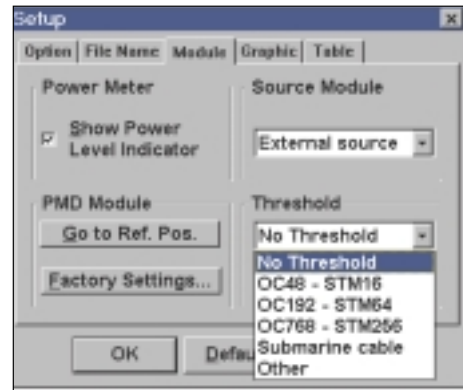 Setup
Option File Name Module Graphic Table
Power Meter
Show Power
Level Indicator
Source Module
External source
PMD Module
Go to Ref. Pos.
Factory Settings...
Threshold
No Threshold
No Threshold
OC48 - STM16
OC192 - STM64
OC768 - STM256
Submarine cable
Other
OK